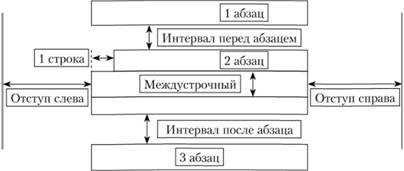 1 абзац
Интервал перед абзацем
1 строка
2 абзац
Междустрочный
Отступ слева
Отступ справа
Интервал после абзаца
3 абзац